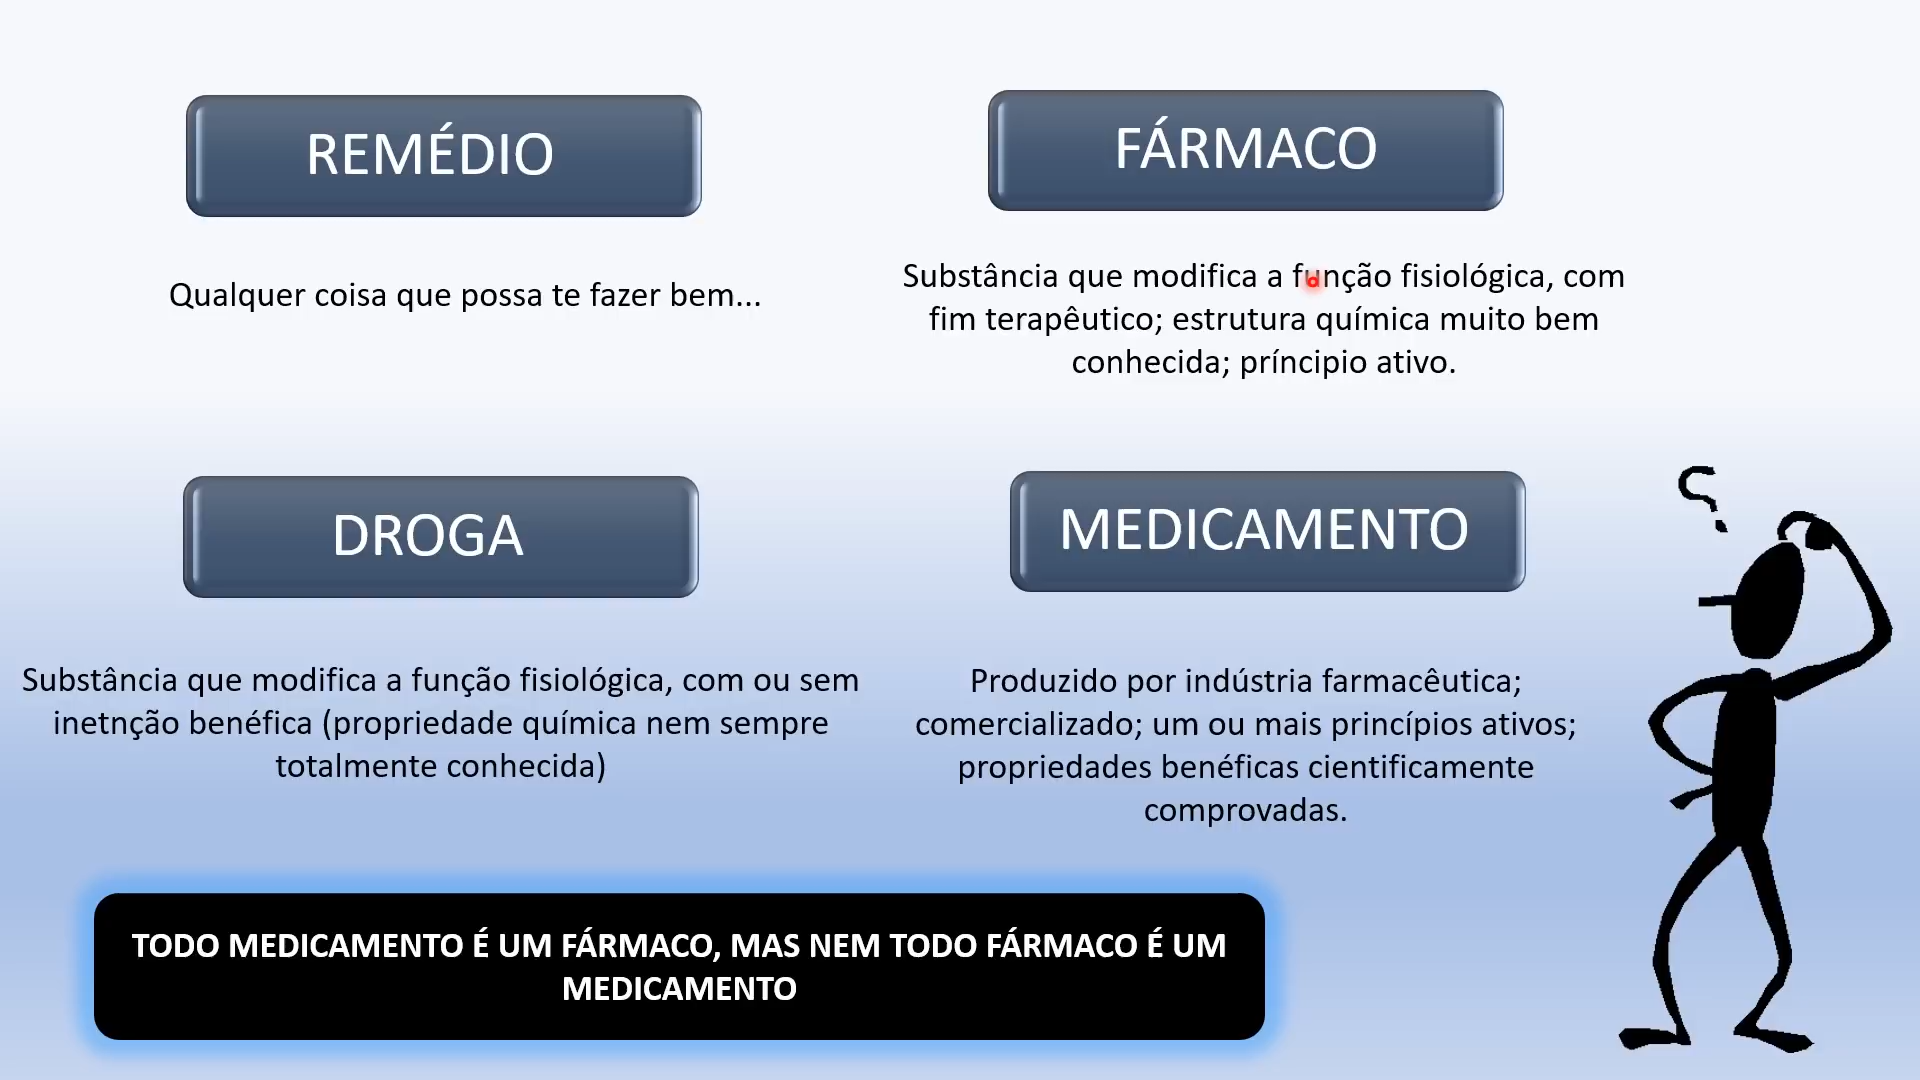 REMÉDIO
Qualquer coisa que possa te fazer bem...
FÁRMACO
Substância que modifica a função fisiológica, com
fim terapêutico; estrutura química muito bem
conhecida; príncipio ativo.
DROGA
Substância que modifica a função fisiológica, com ou sem
inetnção benéfica (propriedade química nem sempre
totalmente conhecida)
MEDICAMENTO
Produzido por indústria farmacêutica;
comercializado; um ou mais princípios ativos;
propriedades benéficas cientificamente
comprovadas.
?
TODO MEDICAMENTO É UM FÁRMACO, MAS NEM TODO FÁRMACO É UM
MEDICAMENTO